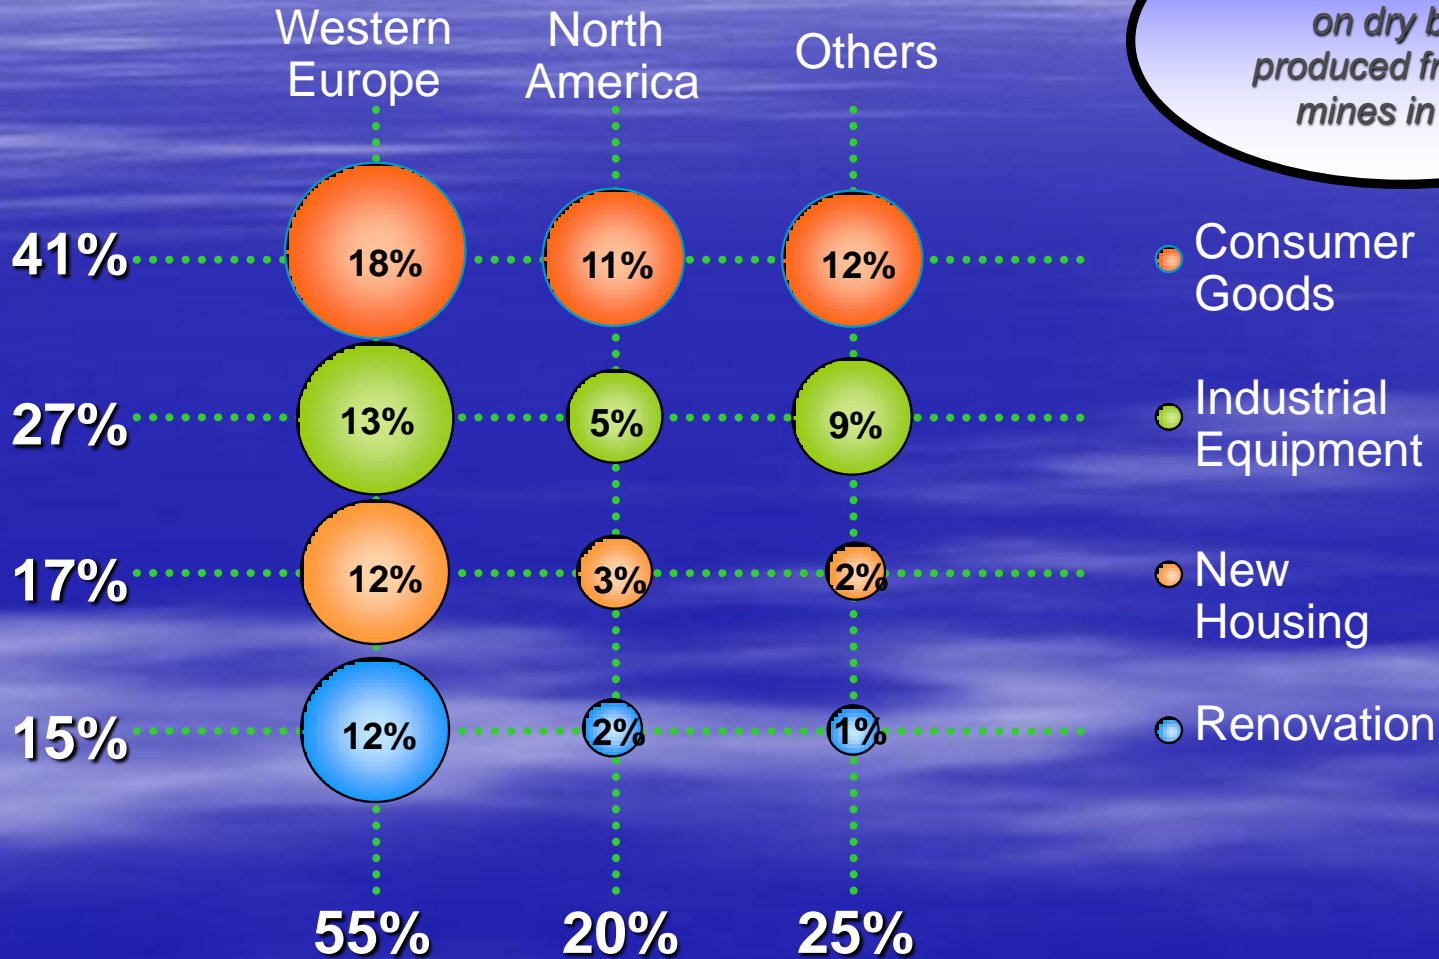 Western
Europe
North
America
Others
on dry
produced
mines in
41%
18%
11%
12%
Consumer
Goods
27%
13%
5%
9%
Industrial
Equipment
17%
12%
3%
2%
New
Housing
15%
12%
2%
1%
Renovation
55%
20%
25%